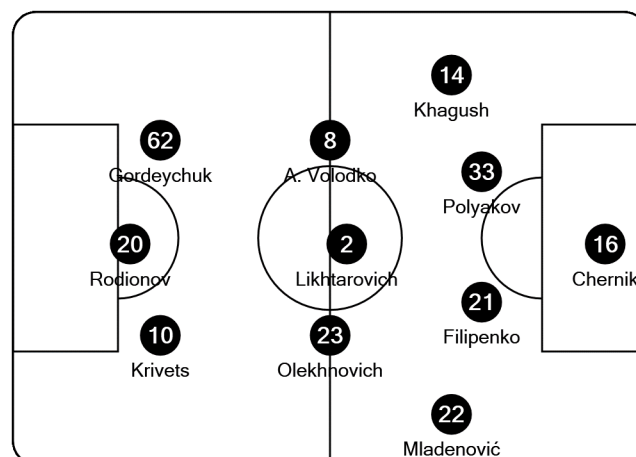 14
Khagush
62
Gordeychuk
8
A. Volodko
33
Polyakov
20
Rodionov
2
Likhtarovich
16
Chernik
21
Filipenko
10
Krivets
23
Olekhnovich
22
Mladenović